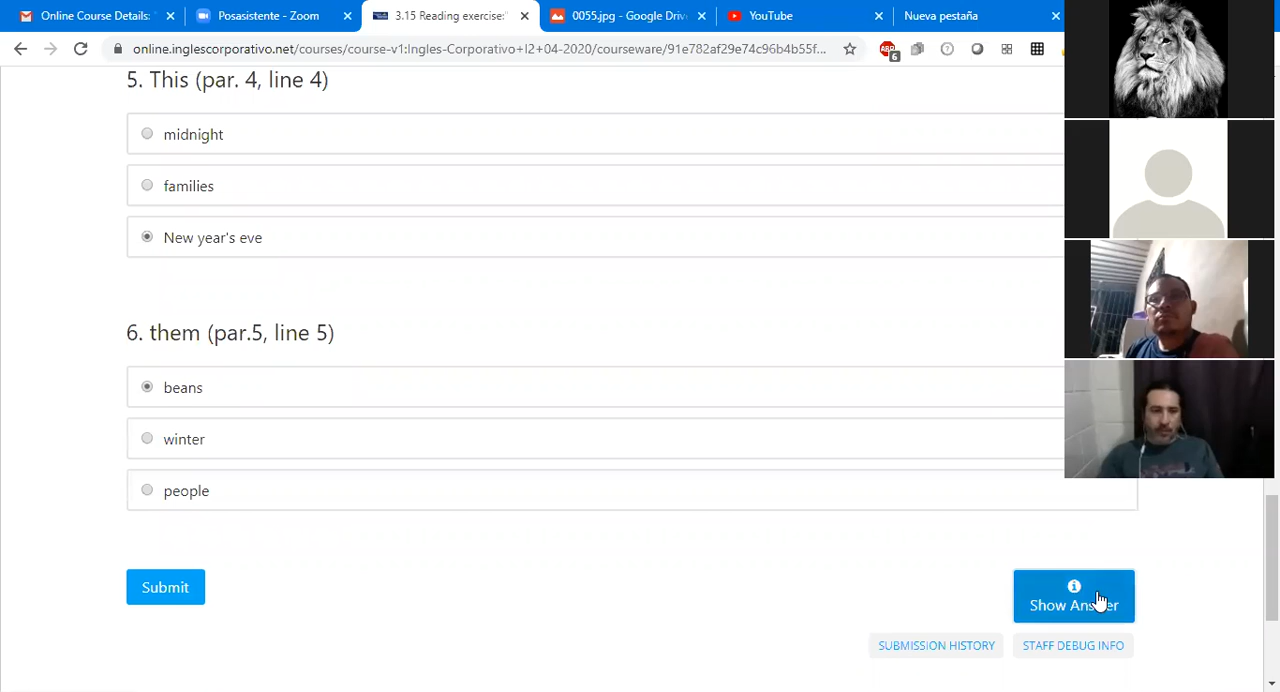 Online Course Details: "
Posasistente - Zoom
3.15 Reading exercise:"
0055.jpg - Google Driv
YouTube
Nueva pestaña
online.inglescorporativo.net/courses/course-v1:Ingles-Corporativo+I2+04-2020/courseware/91e782af29e74c96b4b55f...
ABP
6
5. This (par. 4, line 4)
midnight
families
New year's eve
6. them (par.5, line 5)
beans
winter
people
Submit
Show Answer
SUBMISSION HISTORY
STAFF DEBUG INFO